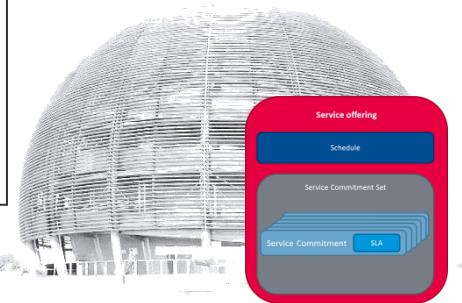 Service offering
Schedule
Service Commitment Set
Service Commitment SLA